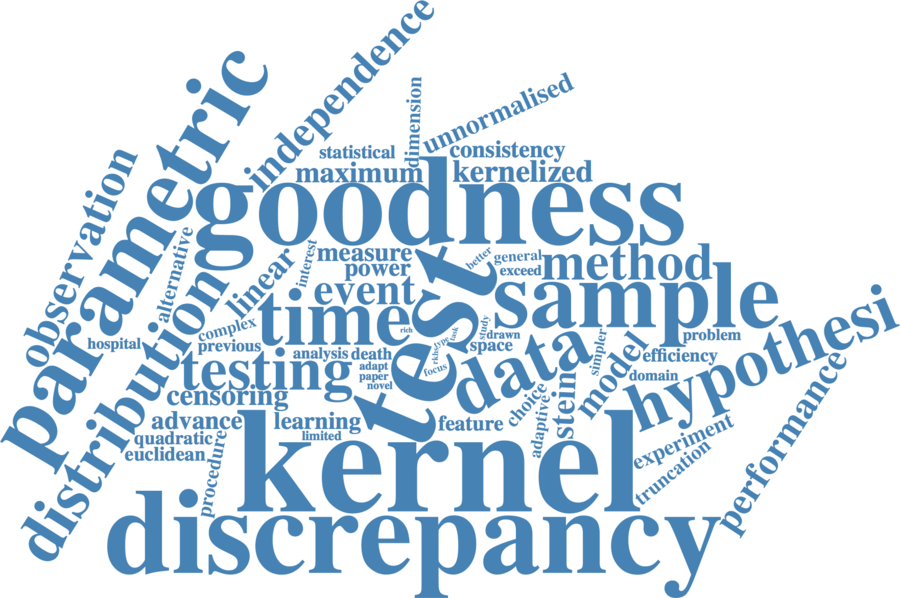 independence
parametric
dimension
unnormalised
statistical
consistency
maximum
kernelized
goodness
observation
alternative
interest
measure
better
general
linear
power
exceed
method
distribution
event
test
sample
time
complex
rich
type
task
study
drawn
problem
hospital
previous
rkhs
space
simpler
hypothesi
analysis
death
data
model
efficiency
testing
adapt
focus
domain
paper
novel
stein
censoring
choice
performance
advance
learning
feature
adaptive
quadratic
limited
kernel
experiment
euclidean
procedure
truncation
discrepancy